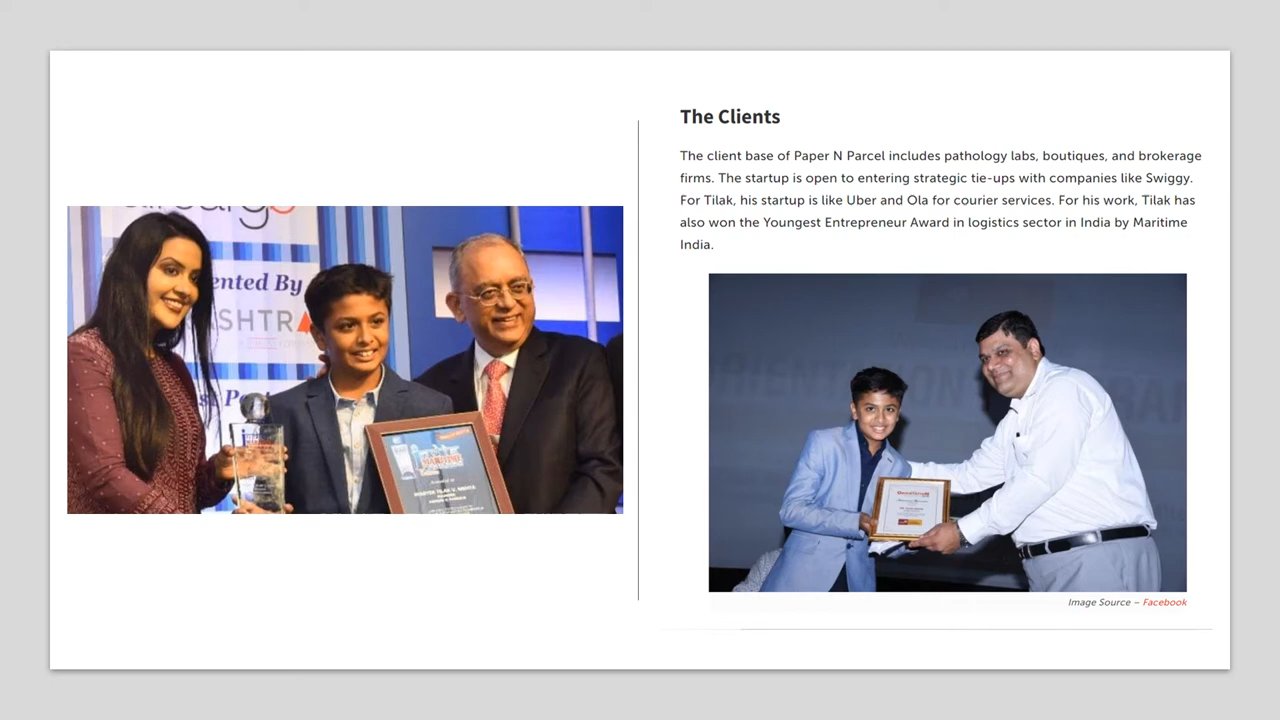 ented By
ASHTRA
The Clients
The client base of Paper N Parcel includes pathology labs, boutiques, and brokerage
firms. The startup is open to entering strategic tie-ups with companies like Swiggy.
For Tilak, his startup is like Uber and Ola for courier services. For his work, Tilak has
also won the Youngest Entrepreneur Award in logistics sector in India by Maritime
India.
Image Source – Facebook